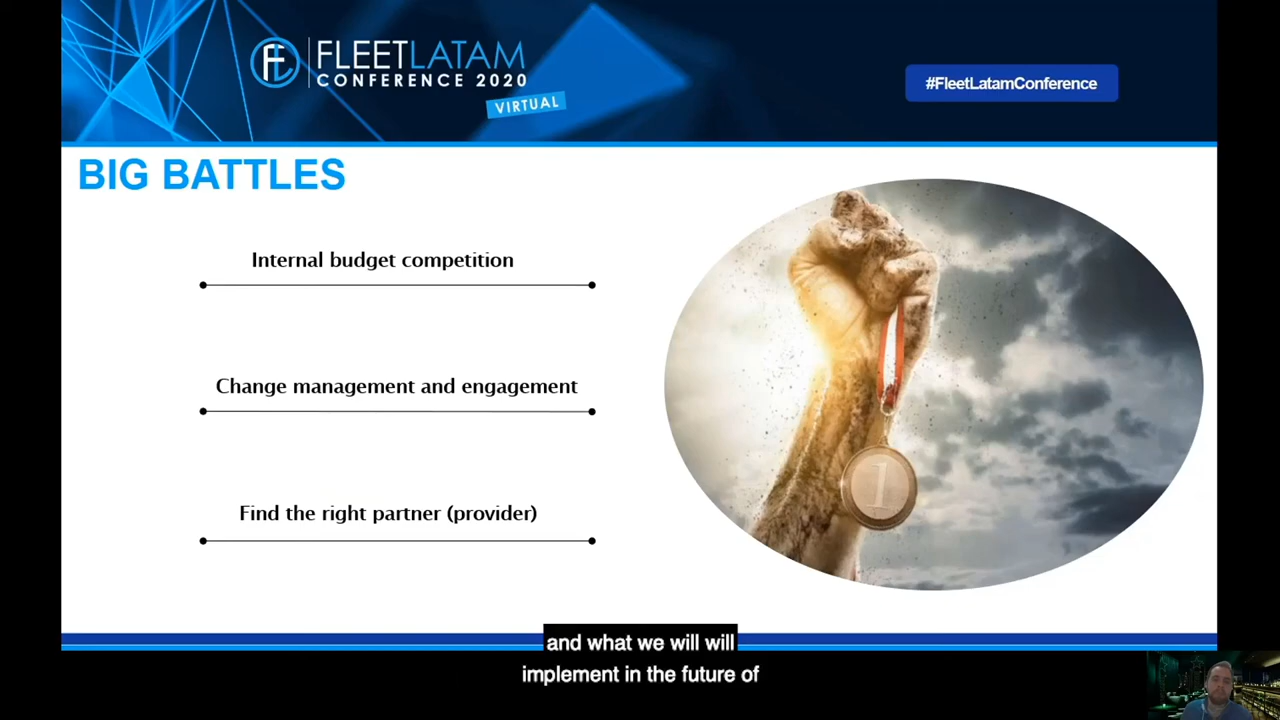 FLEETLATAM
CONFERENCE 2020
VIRTUAL
#FleetLatamConference
BIG BATTLES
Internal budget competition
Change management and engagement
Find the right partner (provider)
1
and what we will will
implement in the future of